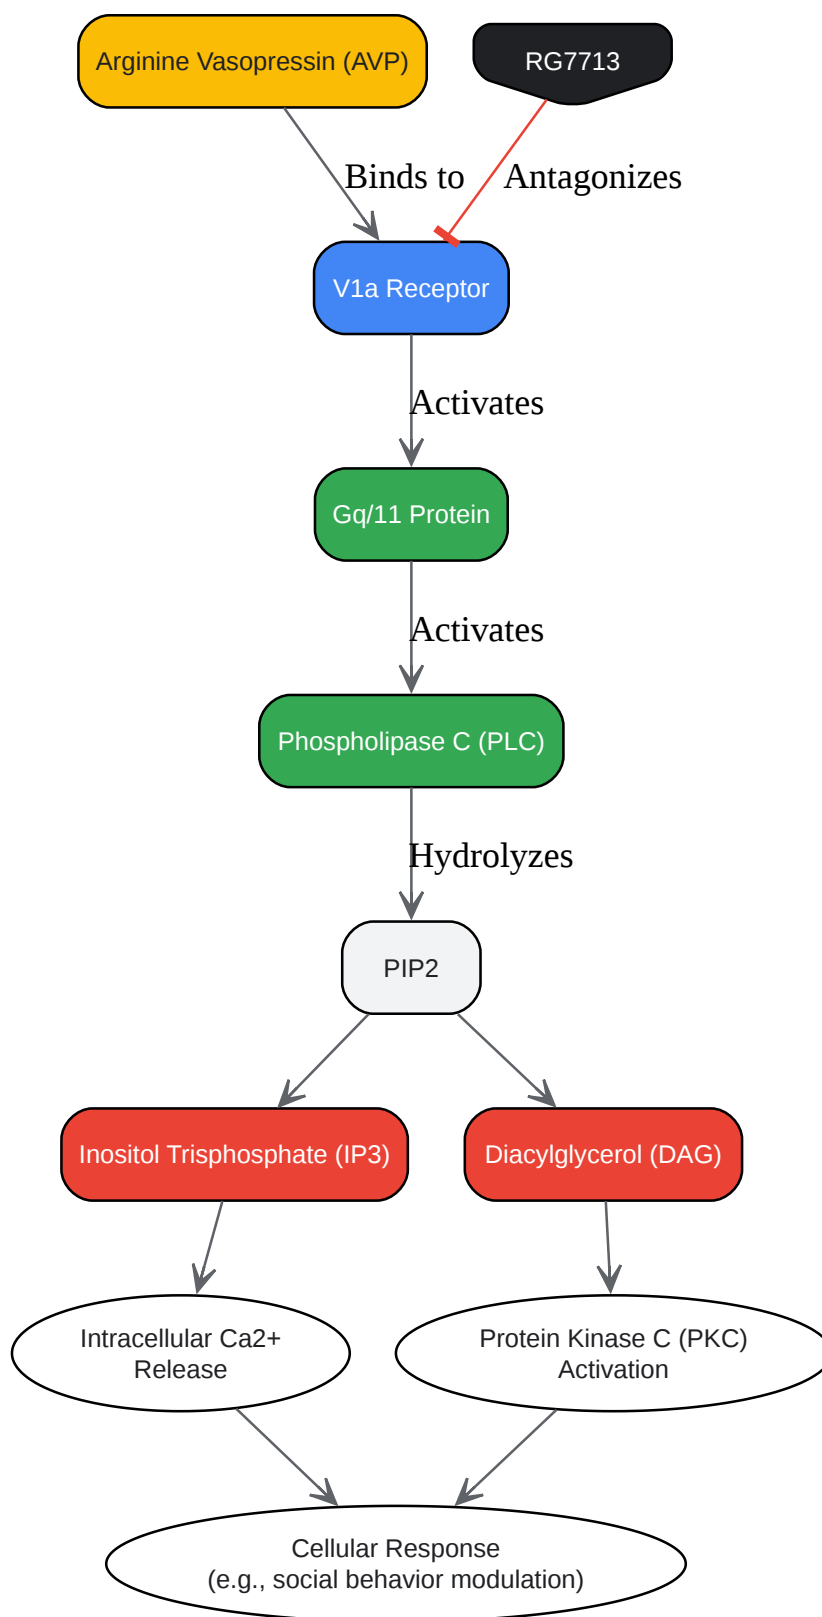 Arginine Vasopressin (AVP)
RG7713
Binds to
Antagonizes
V1a Receptor
Activates
Gq/11 Protein
Activates
Phospholipase C (PLC)
Hydrolyzes
PIP2
Inositol Trisphosphate (IP3)
Diacylglycerol (DAG)
Intracellular Ca2+
Release
Protein Kinase C (PKC)
Activation
Cellular Response
(e.g., social behavior modulation)